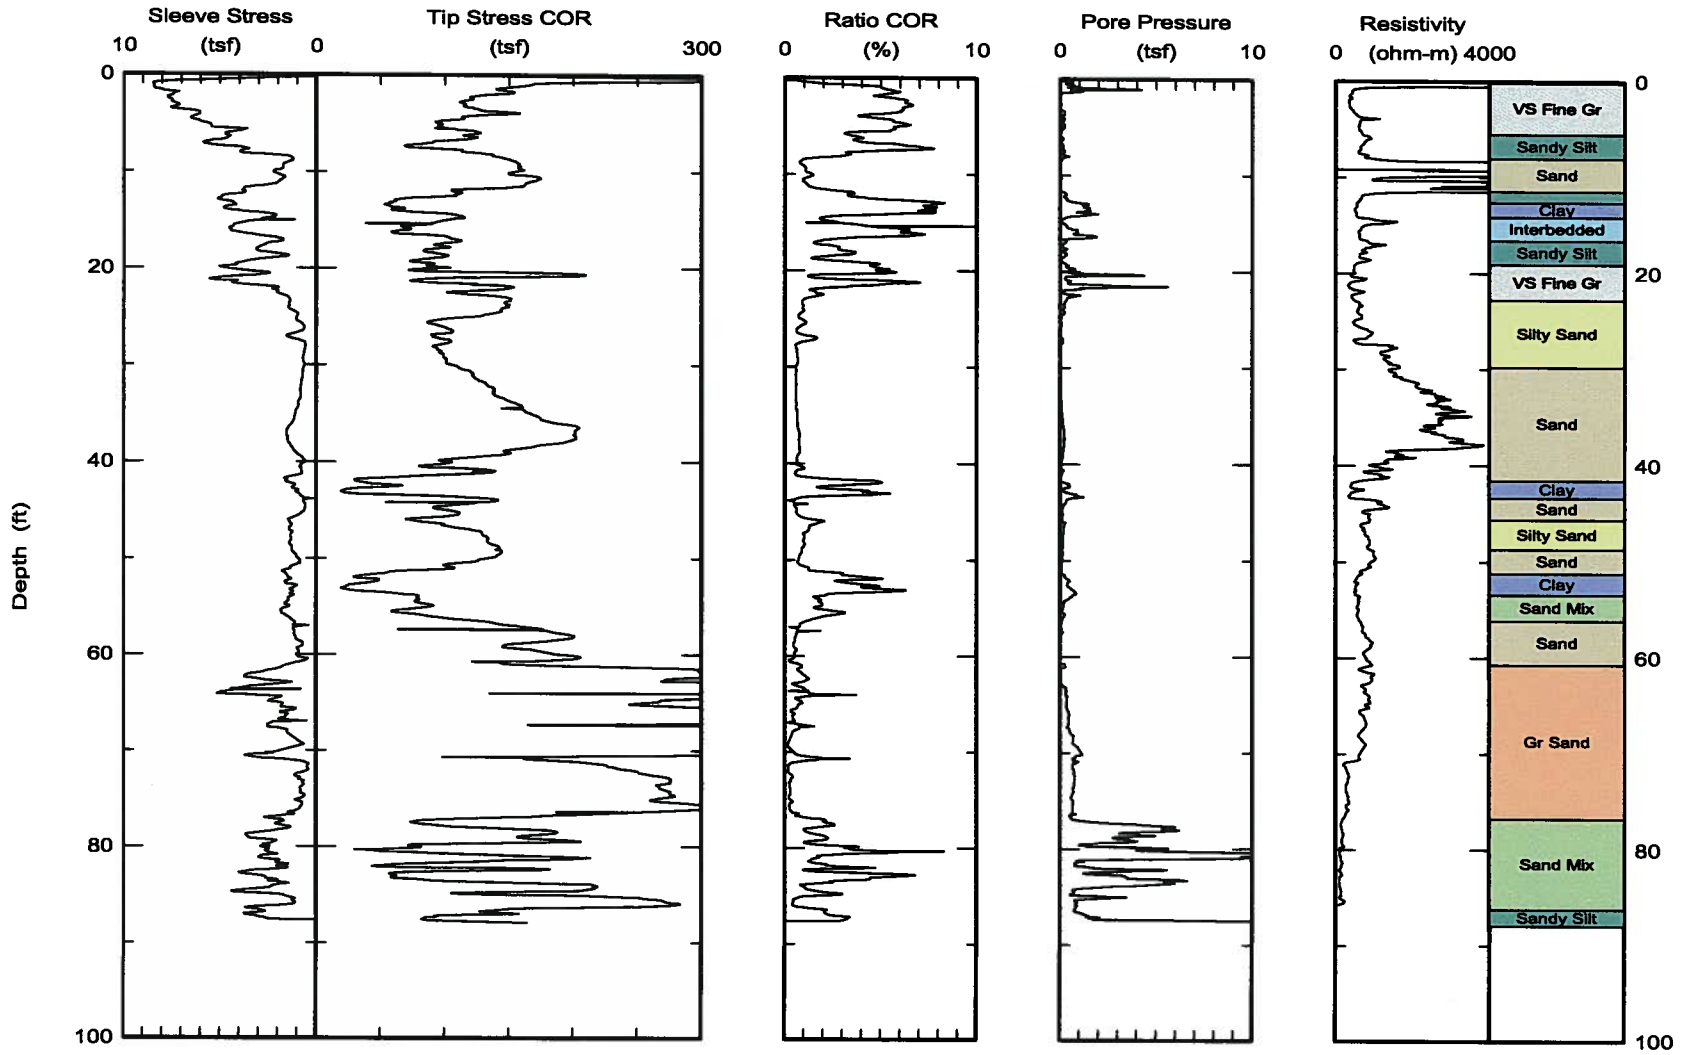 Sleeve Stress
10 (tsf) 0
Tip Stress COR
(tsf) 300
Ratio COR
0 (%) 10
Pore Pressure
0 (tsf) 10
Resistivity
0 (ohm-m) 4000
Depth (ft)
0
20
40
60
80
100
VS Fine Gr
Sandy Silt
Sand
Clay
Interbedded
Sandy Silt
VS Fine Gr
Silty Sand
Sand
Clay
Sand
Silty Sand
Sand
Clay
Sand Mix
Sand
Gr Sand
Sand Mix
Sandy Silt
0
20
40
60
80
100